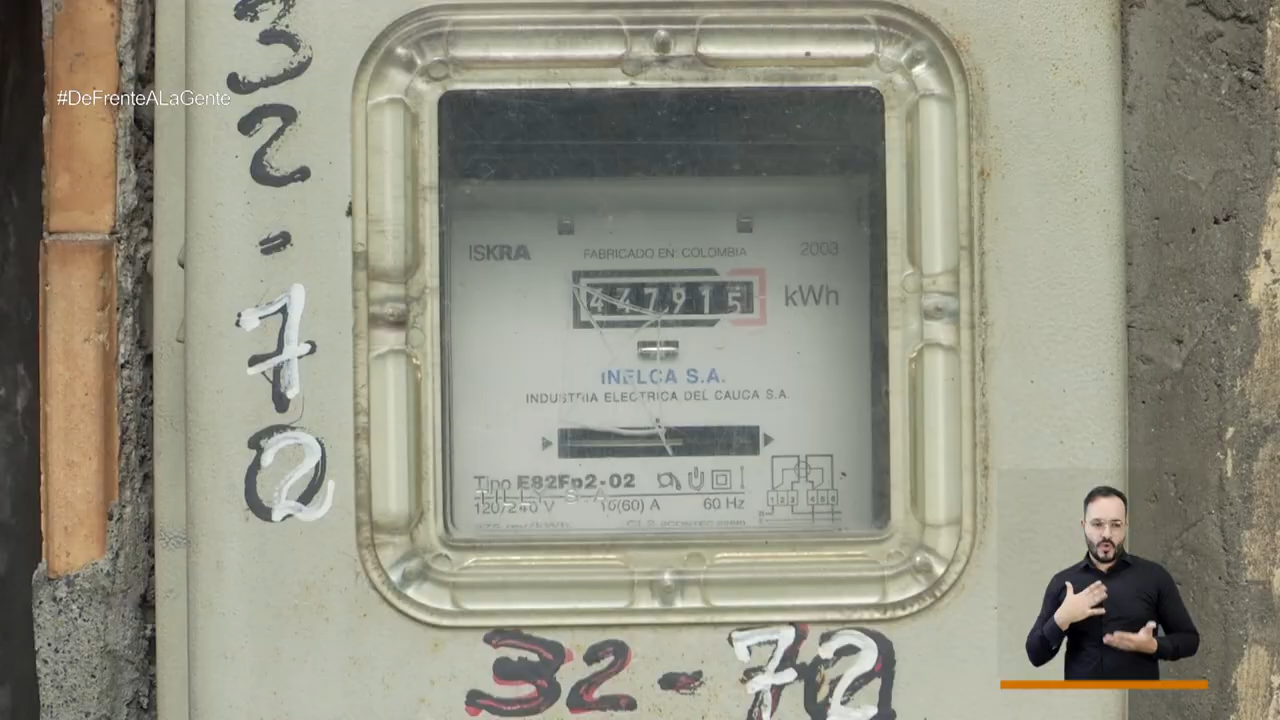 32-72
#DeFrenteALaGente
ISKRA FABRICADO EN: COLOMBIA 2003
447915 kWh
INELCA S.A.
INDUSTRIA ELECTRICA DEL CAUCA S.A.
Tipo E82Fp2-02
120/240 V 10(60) A 60 Hz
32-72